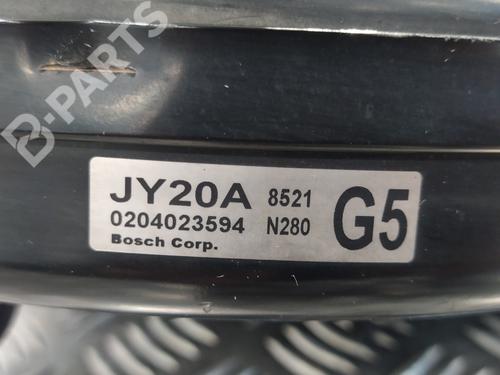 B-PARTS
JY20A 8521 G5
0204023594 N280
Bosch Corp.